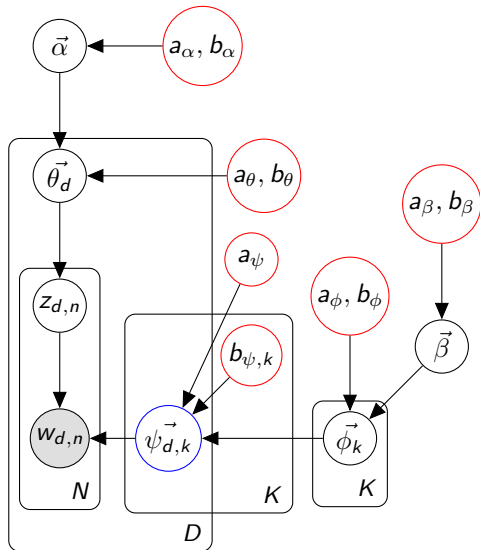 α⃗
a_α, b_α
θ⃗_d
a_θ, b_θ
a_β, b_β
a_ψ
z_{d,n}
a_ϕ, b_ϕ
b_{ψ,k}
β⃗
w_{d,n}
ψ⃗_{d,k}
ϕ⃗_k
N
K
K
D